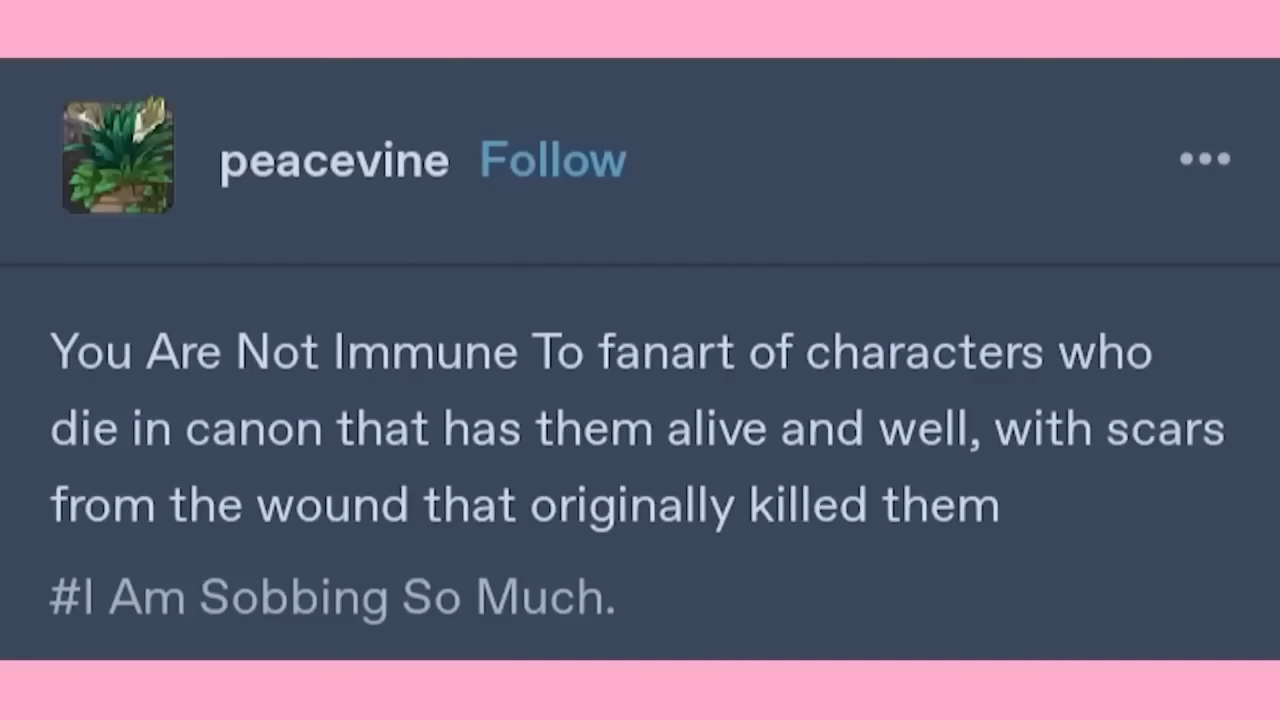 peacevine Follow
You Are Not Immune To fanart of characters who
die in canon that has them alive and well, with scars
from the wound that originally killed them
#I Am Sobbing So Much.